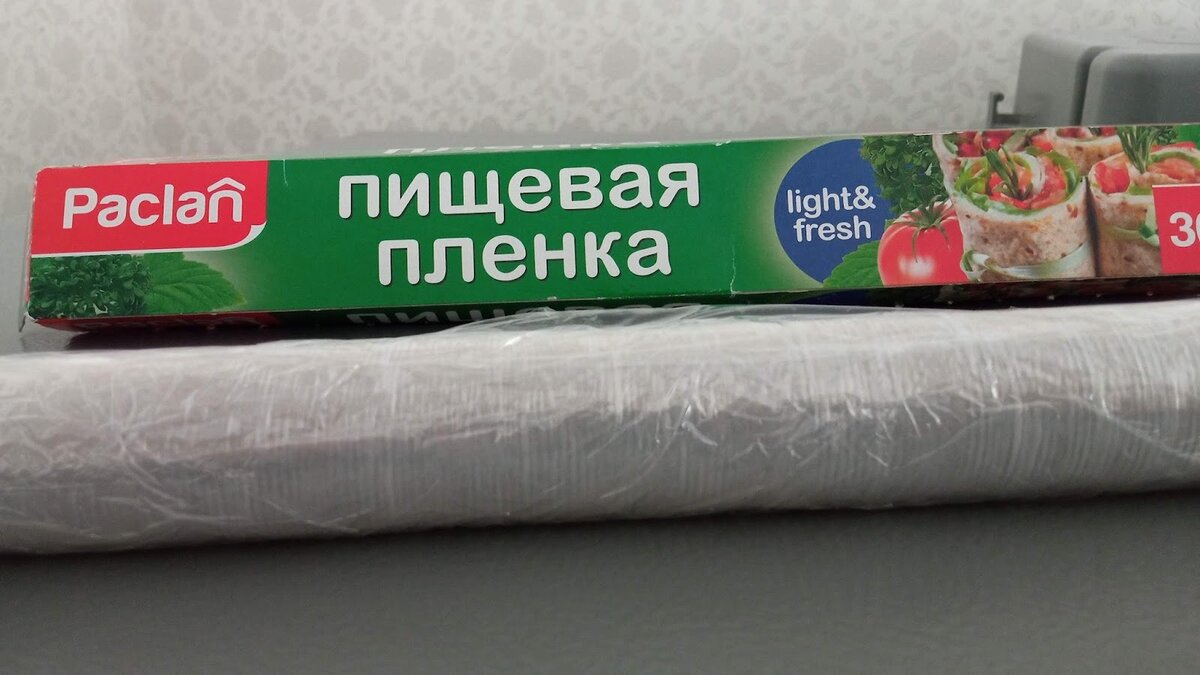 Paclan
пищевая
пленка
light&
fresh